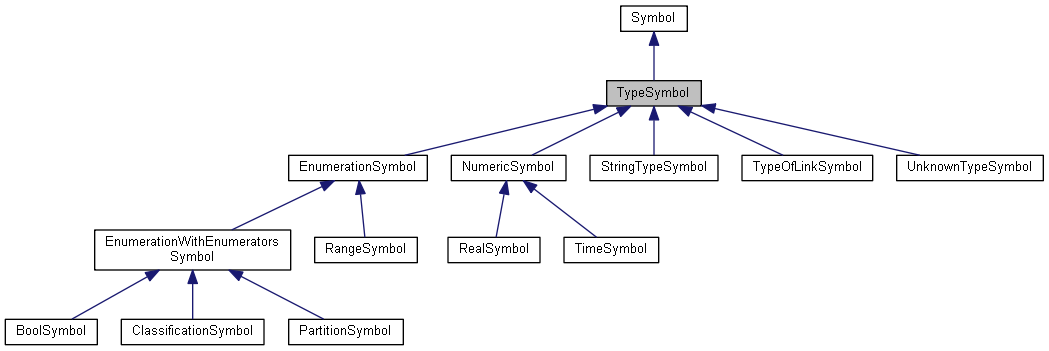 Symbol
TypeSymbol
EnumerationSymbol
NumericSymbol
StringTypeSymbol
TypeOfLinkSymbol
UnknownTypeSymbol
EnumerationWithEnumerators
Symbol
RangeSymbol
RealSymbol
TimeSymbol
BoolSymbol
ClassificationSymbol
PartitionSymbol